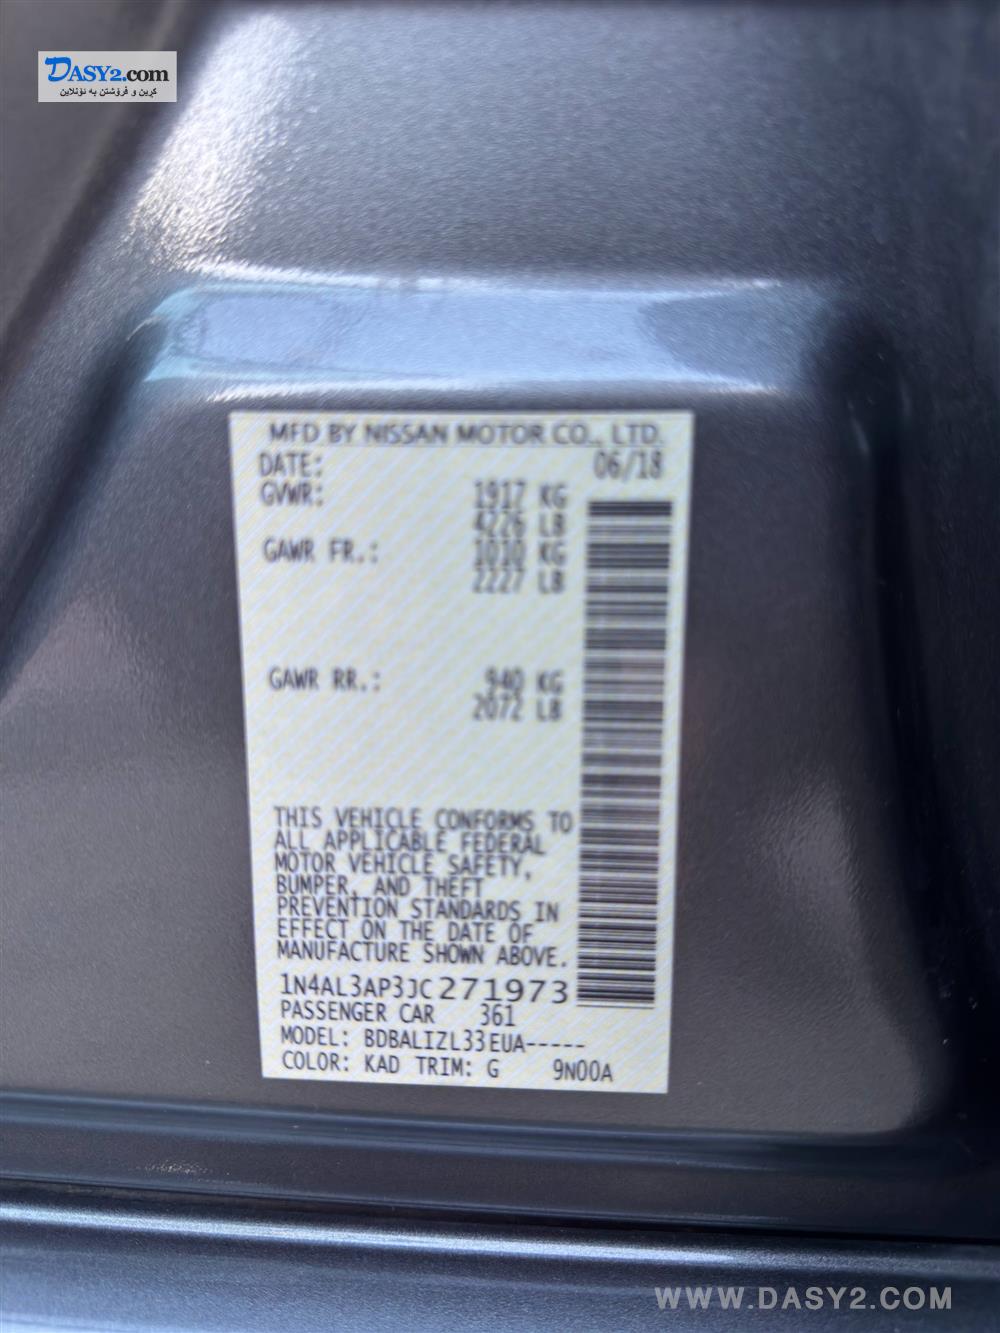 DASY2.com
کڕین و فرۆشتن بە ئۆنلاین
MFD BY NISSAN MOTOR CO., LTD.
DATE: 06/18
GVWR: 1917 KG
4226 LB
GAWR FR.: 1010 KG
2227 LB
GAWR RR.: 940 KG
2072 LB
THIS VEHICLE CONFORMS TO
ALL APPLICABLE FEDERAL
MOTOR VEHICLE SAFETY,
BUMPER, AND THEFT
PREVENTION STANDARDS IN
EFFECT ON THE DATE OF
MANUFACTURE SHOWN ABOVE.
1N4AL3AP3JC271973
PASSENGER CAR 361
MODEL: BDBALIZL33EUA-----
COLOR: KAD TRIM: G 9N00A
WWW.DASY2.COM